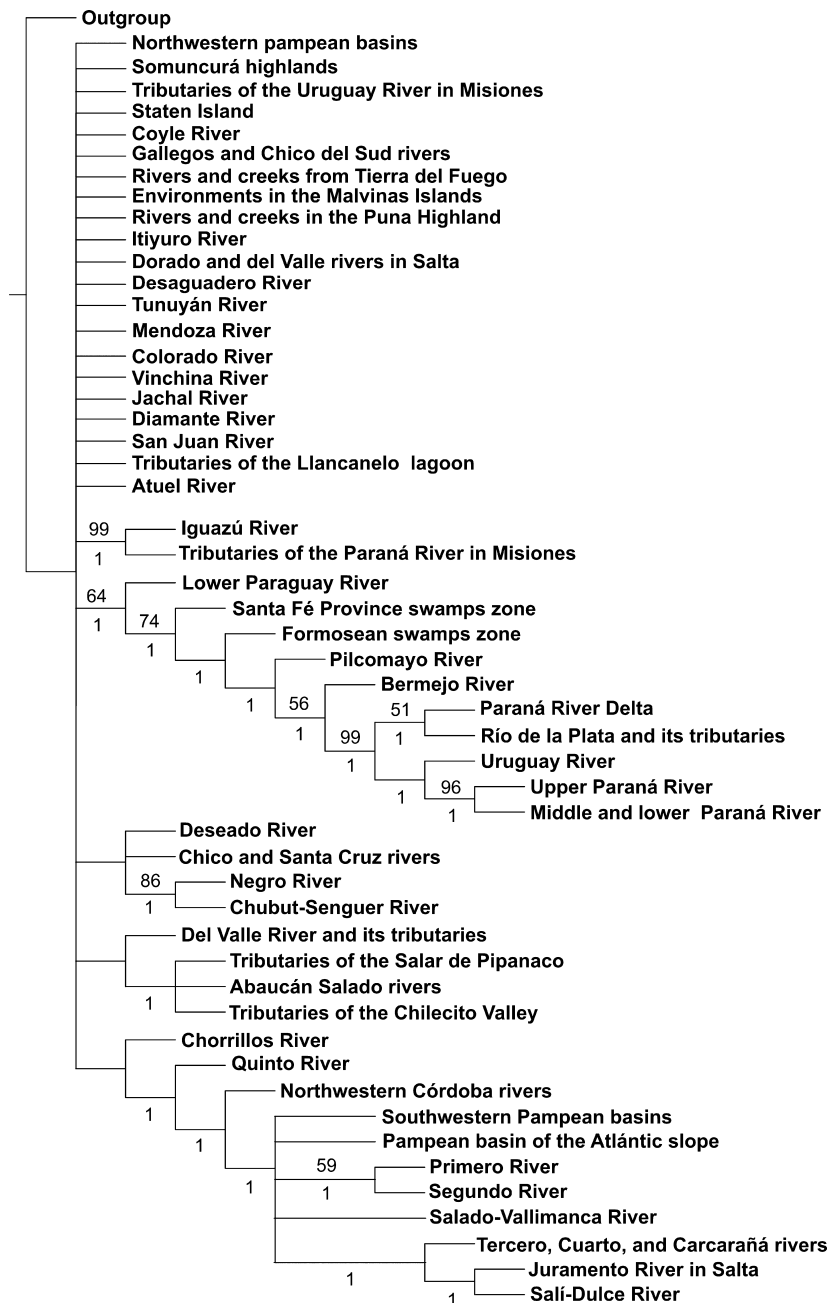 Outgroup
Northwestern pampean basins
Somuncurá highlands
Tributaries of the Uruguay River in Misiones
Staten Island
Coyle River
Gallegos and Chico del Sud rivers
Rivers and creeks from Tierra del Fuego
Environments in the Malvinas Islands
Rivers and creeks in the Puna Highland
Itiyuro River
Dorado and del Valle rivers in Salta
Desaguadero River
Tunuyán River
Mendoza River
Colorado River
Vinchina River
Jachal River
Diamante River
San Juan River
Tributaries of the Llancanelo lagoon
Atuel River
99 Iguazú River
1 Tributaries of the Paraná River in Misiones
Lower Paraguay River
64
1
74 Santa Fé Province swamps zone
1
Formosean swamps zone
1
Pilcomayo River
1
Bermejo River
56
1
51 Paraná River Delta
99 1 Río de la Plata and its tributaries
1
Uruguay River
1
96 Upper Paraná River
1 Middle and lower Paraná River
Deseado River
Chico and Santa Cruz rivers
86 Negro River
1 Chubut-Senguer River
Del Valle River and its tributaries
Tributaries of the Salar de Pipanaco
Abaucán Salado rivers
1
Tributaries of the Chilecito Valley
Chorrillos River
Quinto River
1
Northwestern Córdoba rivers
1
Southwestern Pampean basins
Pampean basin of the Atlántic slope
59 Primero River
1
1 Segundo River
Salado-Vallimanca River
Tercero, Cuarto, and Carcarañá rivers
1 Juramento River in Salta
1 Salí-Dulce River